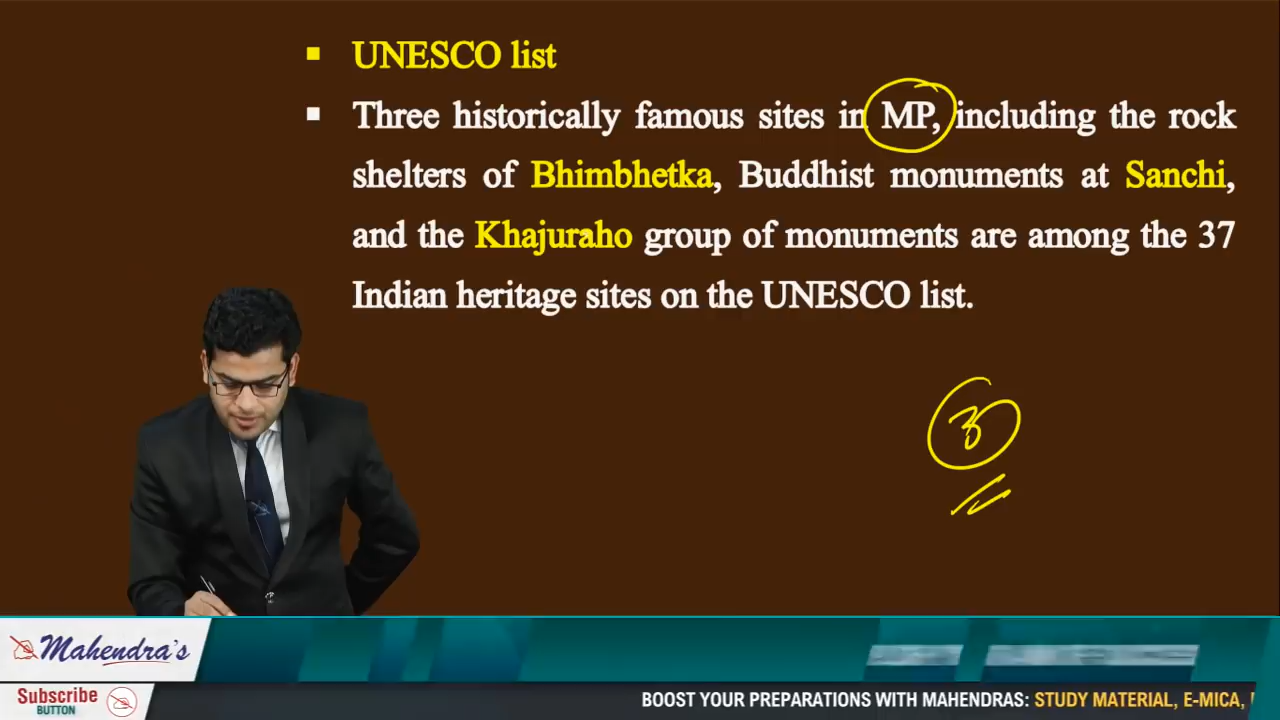 UNESCO list
Three historically famous sites in MP, including the rock
shelters of Bhimbhetka, Buddhist monuments at Sanchi,
and the Khajuraho group of monuments are among the 37
Indian heritage sites on the UNESCO list.
3
Mahendra's
Subscribe
BUTTON
BOOST YOUR PREPARATIONS WITH MAHENDRAS: STUDY MATERIAL, E-MICA,